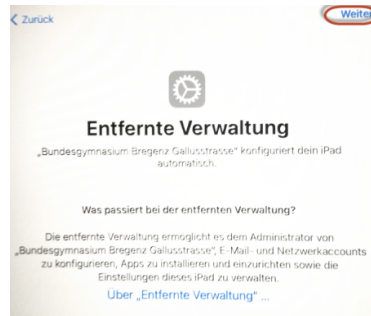 Zurück
Weiter
Entfernte Verwaltung
„Bundesgymnasium Bregenz Gallusstrasse“ konfiguriert dein iPad
automatisch.
Was passiert bei der entfernten Verwaltung?
Die entfernte Verwaltung ermöglicht es dem Administrator von
„Bundesgymnasium Bregenz Gallusstrasse“, E-Mail- und Netzwerkaccounts
zu konfigurieren, Apps zu installieren und einzurichten sowie die
Einstellungen dieses iPad zu verwalten.
Über „Entfernte Verwaltung“ ...